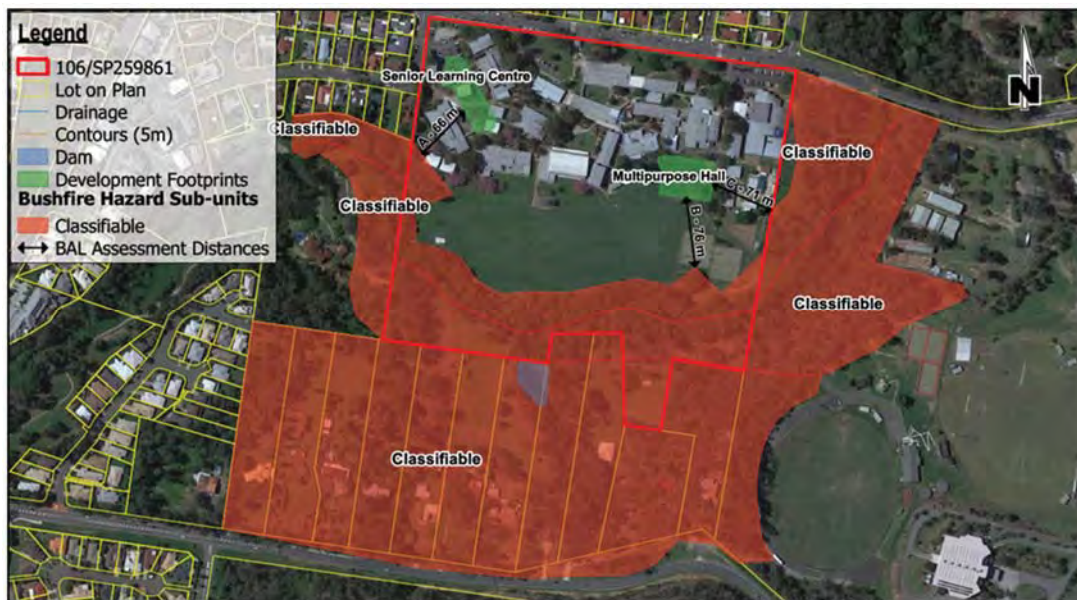 Legend
106/SP259861
Lot on Plan
Drainage
Contours (5m)
Dam
Development Footprints
Bushfire Hazard Sub-units
Classifiable
BAL Assessment Distances
N
Senior Learning Centre
A - 66 m
Classifiable
Classifiable
Classifiable
Multipurpose Hall
C - 71 m
B - 76 m
Classifiable
Classifiable